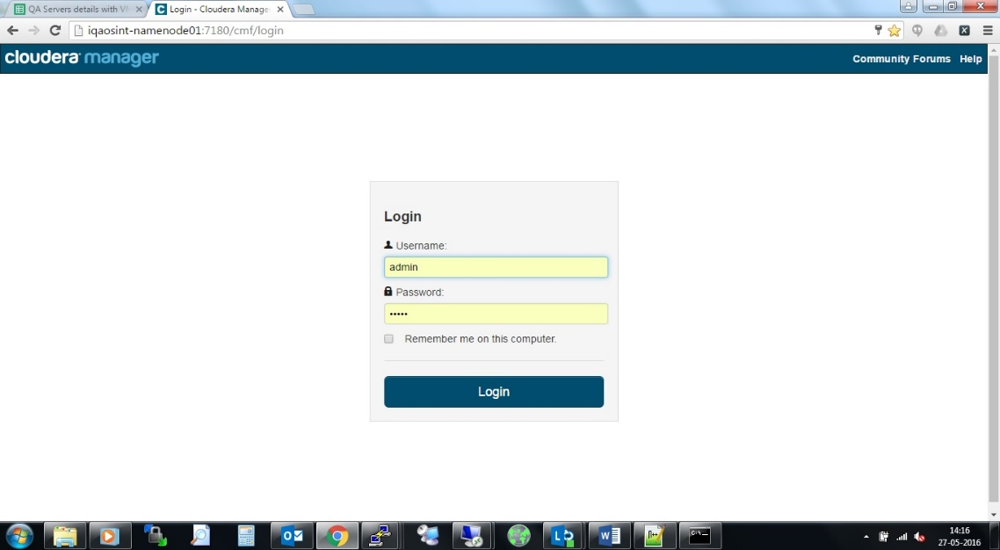 QA Servers details with VM
Login - Cloudera Manage
iqaosint-namenode01:7180/cmf/login
cloudera manager
Community Forums Help
Login
Username:
admin
Password:
•••••
Remember me on this computer.
Login
14:16
27-05-2016